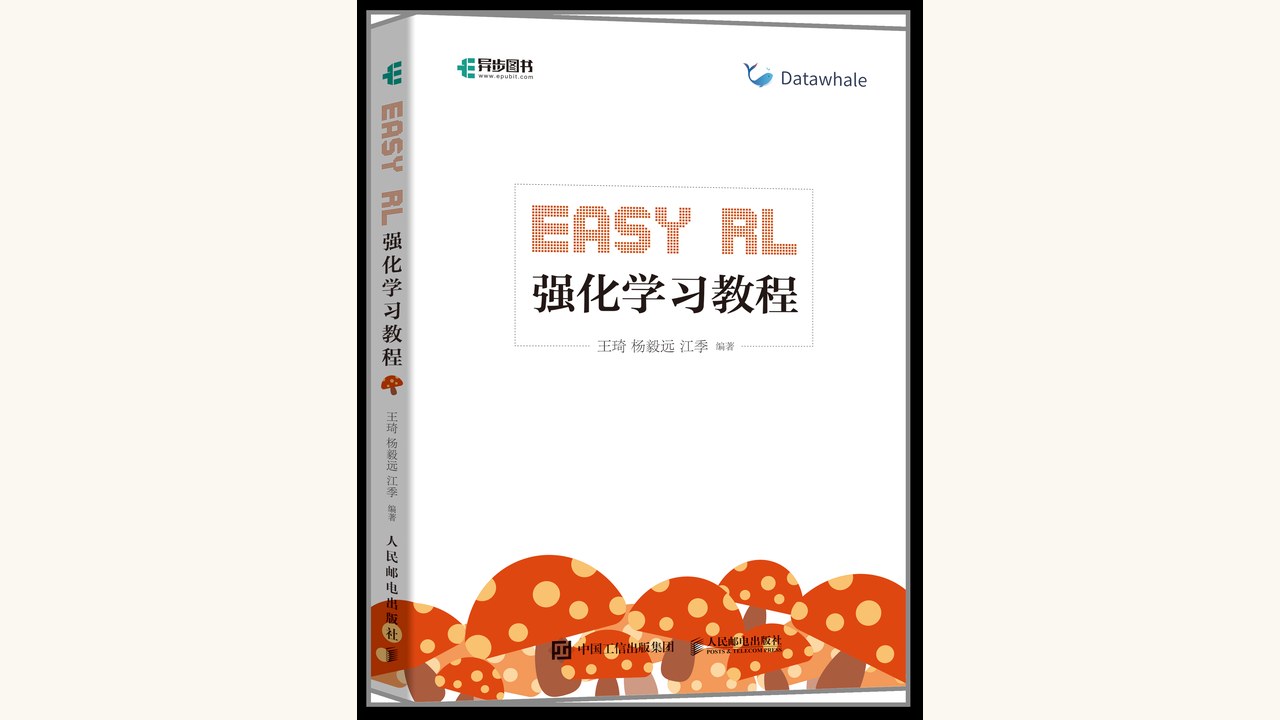 异步图书
www.epubit.com
Datawhale
EASY RL
强化学习教程
王琦 杨毅远 江季 编著
中国工信出版集团
人民邮电出版社
POSTS & TELECOM PRESS
EASY RL
强化学习教程
王琦 杨毅远 江季 编著
人民邮电出版社